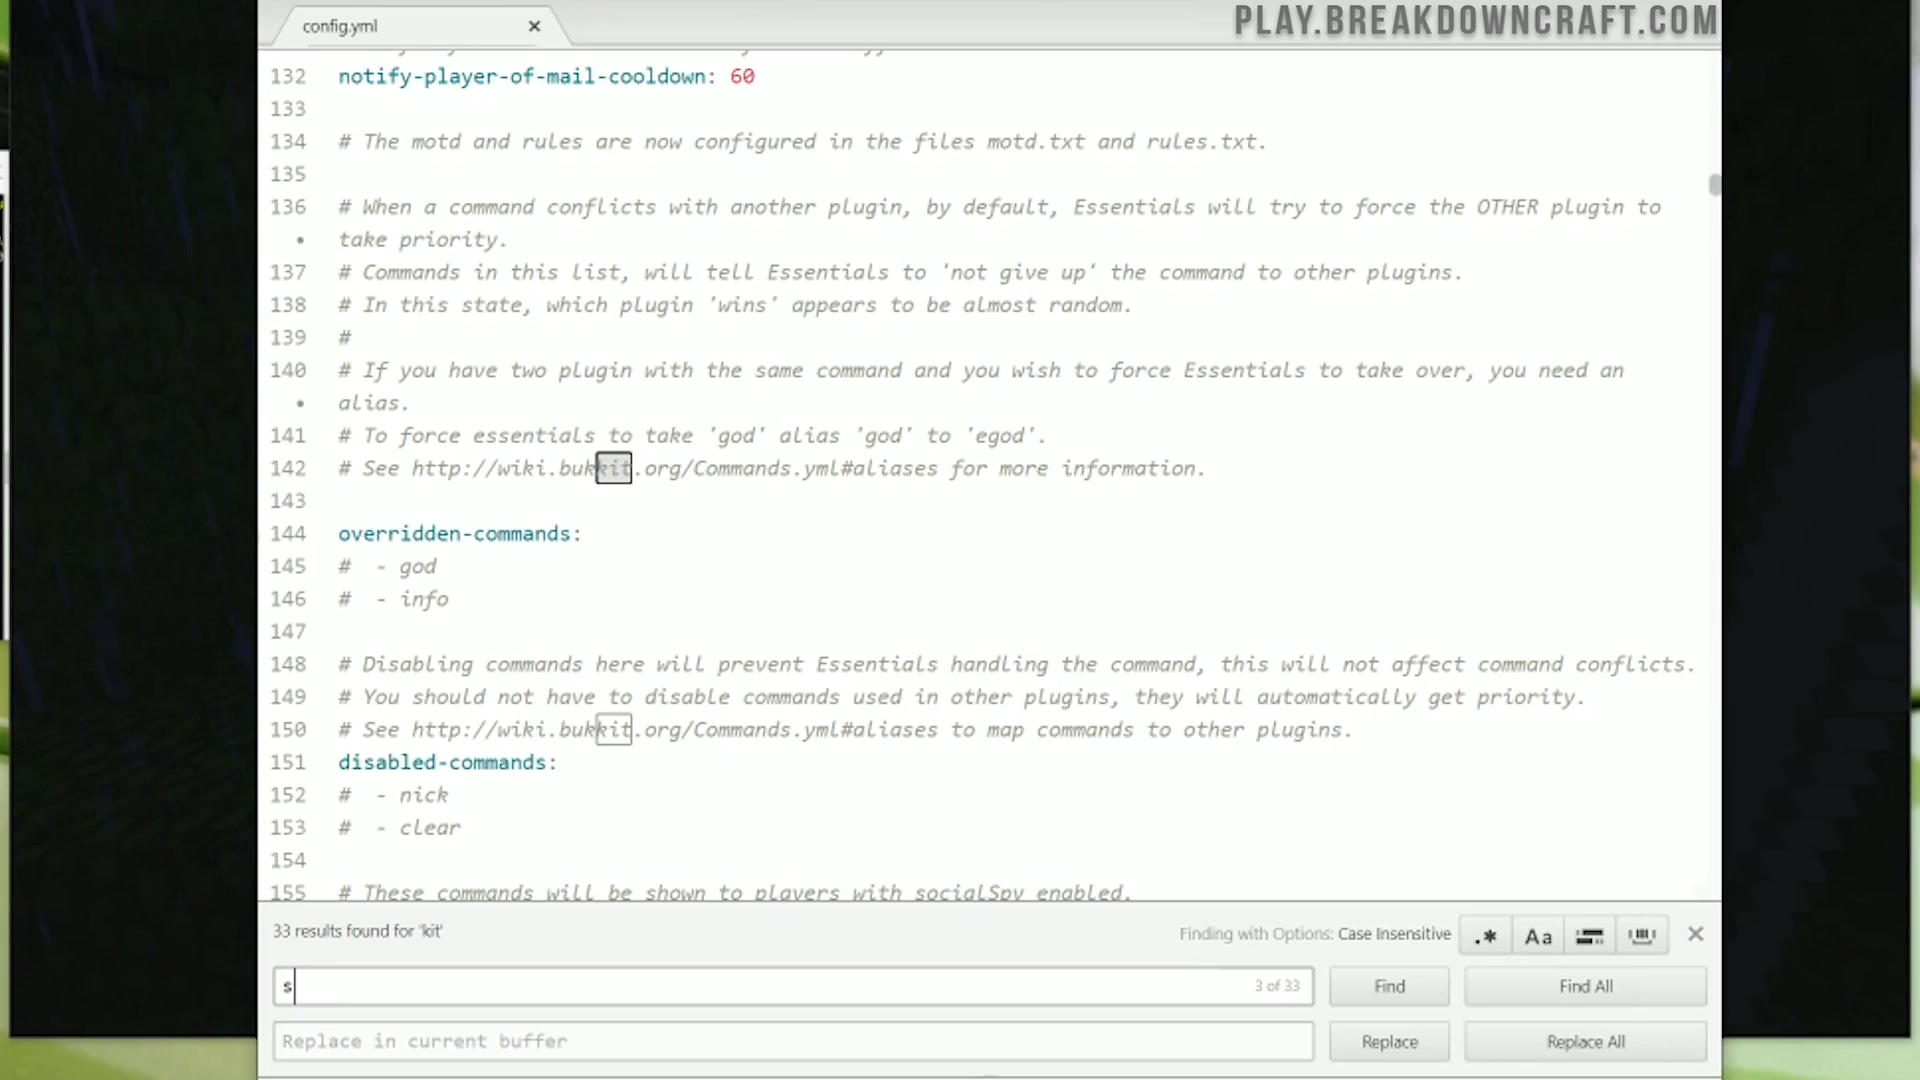 PLAY.BREAKDOWNCRAFT.COM
config.yml
132 notify-player-of-mail-cooldown: 60
133
134 # The motd and rules are now configured in the files motd.txt and rules.txt.
135
136 # When a command conflicts with another plugin, by default, Essentials will try to force the OTHER plugin to
• take priority.
137 # Commands in this list, will tell Essentials to 'not give up' the command to other plugins.
138 # In this state, which plugin 'wins' appears to be almost random.
139 #
140 # If you have two plugin with the same command and you wish to force Essentials to take over, you need an
• alias.
141 # To force essentials to take 'god' alias 'god' to 'egod'.
142 # See http://wiki.bukkit.org/Commands.yml#aliases for more information.
143
144 overridden-commands:
145 #  - god
146 #  - info
147
148 # Disabling commands here will prevent Essentials handling the command, this will not affect command conflicts.
149 # You should not have to disable commands used in other plugins, they will automatically get priority.
150 # See http://wiki.bukkit.org/Commands.yml#aliases to map commands to other plugins.
151 disabled-commands:
152 #  - nick
153 #  - clear
154
155 # These commands will be shown to players with socialSpy enabled.
33 results found for 'kit'
Finding with Options: Case Insensitive
.* Aa
s
3 of 33
Find
Find All
Replace in current buffer
Replace
Replace All